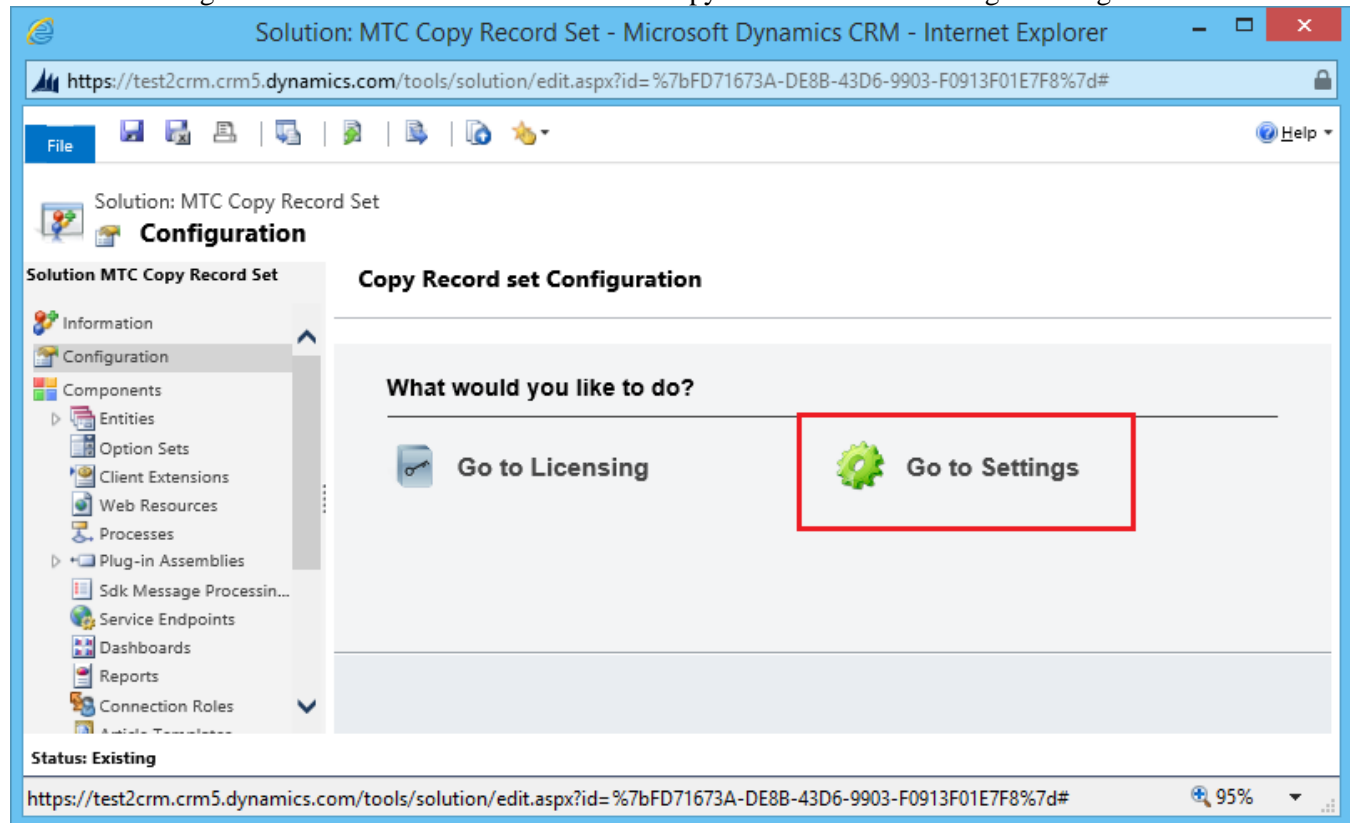 Solution: MTC Copy Record Set - Microsoft Dynamics CRM - Internet Explorer
https://test2crm.crm5.dynamics.com/tools/solution/edit.aspx?id=%7bFD71673A-DE8B-43D6-9903-F0913F01E7F8%7d#
File
Help
Solution: MTC Copy Record Set
Configuration
Solution MTC Copy Record Set
Information
Configuration
Components
Entities
Option Sets
Client Extensions
Web Resources
Processes
Plug-in Assemblies
Sdk Message Processin...
Service Endpoints
Dashboards
Reports
Connection Roles
Copy Record set Configuration
What would you like to do?
Go to Licensing
Go to Settings
Status: Existing
https://test2crm.crm5.dynamics.com/tools/solution/edit.aspx?id=%7bFD71673A-DE8B-43D6-9903-F0913F01E7F8%7d#
95%